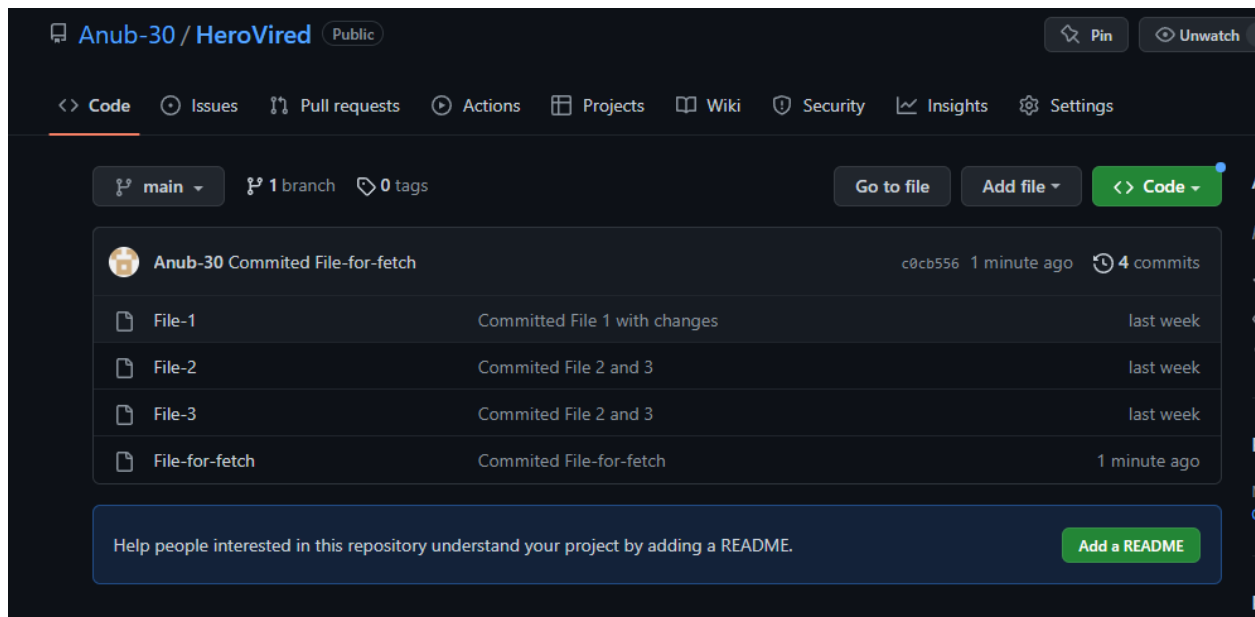 Anub-30 / HeroVired Public Pin Unwatch
Code Issues Pull requests Actions Projects Wiki Security Insights Settings
main 1 branch 0 tags Go to file Add file Code
Anub-30 Commited File-for-fetch c0cb556 1 minute ago 4 commits
File-1 Committed File 1 with changes last week
File-2 Commited File 2 and 3 last week
File-3 Commited File 2 and 3 last week
File-for-fetch Commited File-for-fetch 1 minute ago
Help people interested in this repository understand your project by adding a README. Add a README